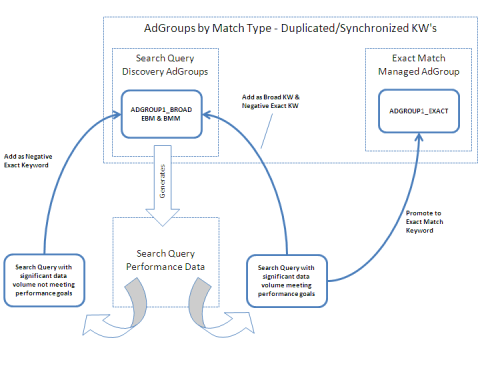 AdGroups by Match Type - Duplicated/Synchronized KW's
Search Query
Discovery AdGroups
Exact Match
Managed AdGroup
ADGROUP1_BROAD
EBM & BMM
ADGROUP1_EXACT
Add as Broad KW &
Negative Exact KW
Add as Negative
Exact Keyword
Generates
Promote to
Exact Match
Keyword
Search Query
Performance Data
Search Query with
significant data
volume not meeting
performance goals
Search Query with
significant data
volume meeting
performance goals